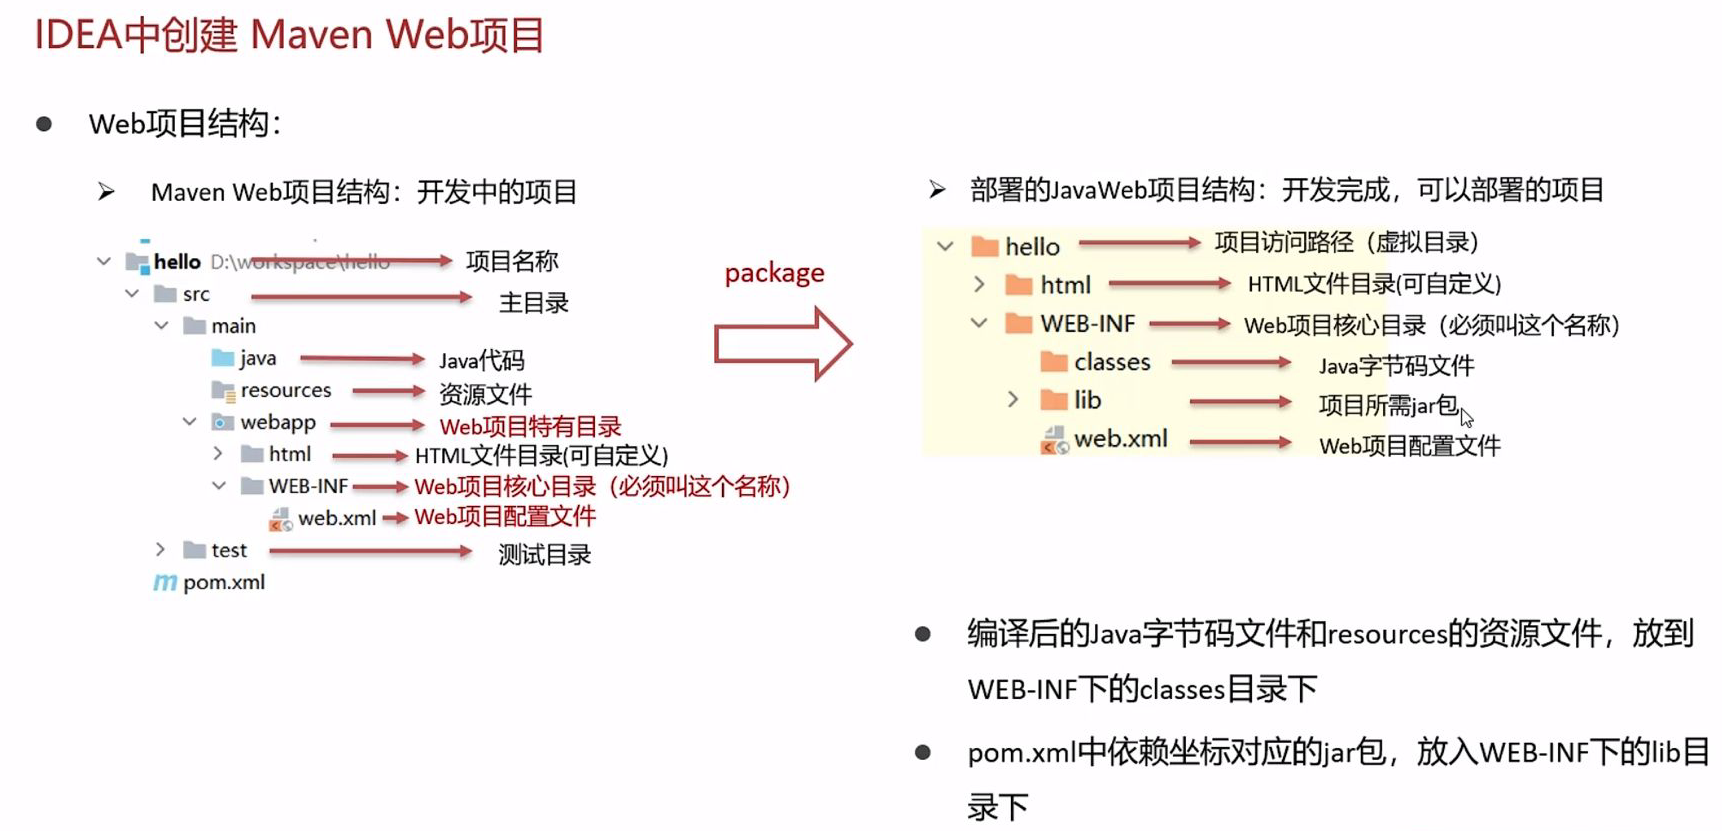 IDEA中创建 Maven Web项目
Web项目结构：
Maven Web项目结构：开发中的项目
hello D:\workspace\hello 项目名称
src 主目录
main
java Java代码
resources 资源文件
webapp Web项目特有目录
html HTML文件目录(可自定义)
WEB-INF Web项目核心目录（必须叫这个名称）
web.xml Web项目配置文件
test 测试目录
pom.xml
package
部署的JavaWeb项目结构：开发完成，可以部署的项目
hello 项目访问路径（虚拟目录）
html HTML文件目录(可自定义)
WEB-INF Web项目核心目录（必须叫这个名称）
classes Java字节码文件
lib 项目所需jar包
web.xml Web项目配置文件
编译后的Java字节码文件和resources的资源文件，放到
WEB-INF下的classes目录下
pom.xml中依赖坐标对应的jar包，放入WEB-INF下的lib目
录下